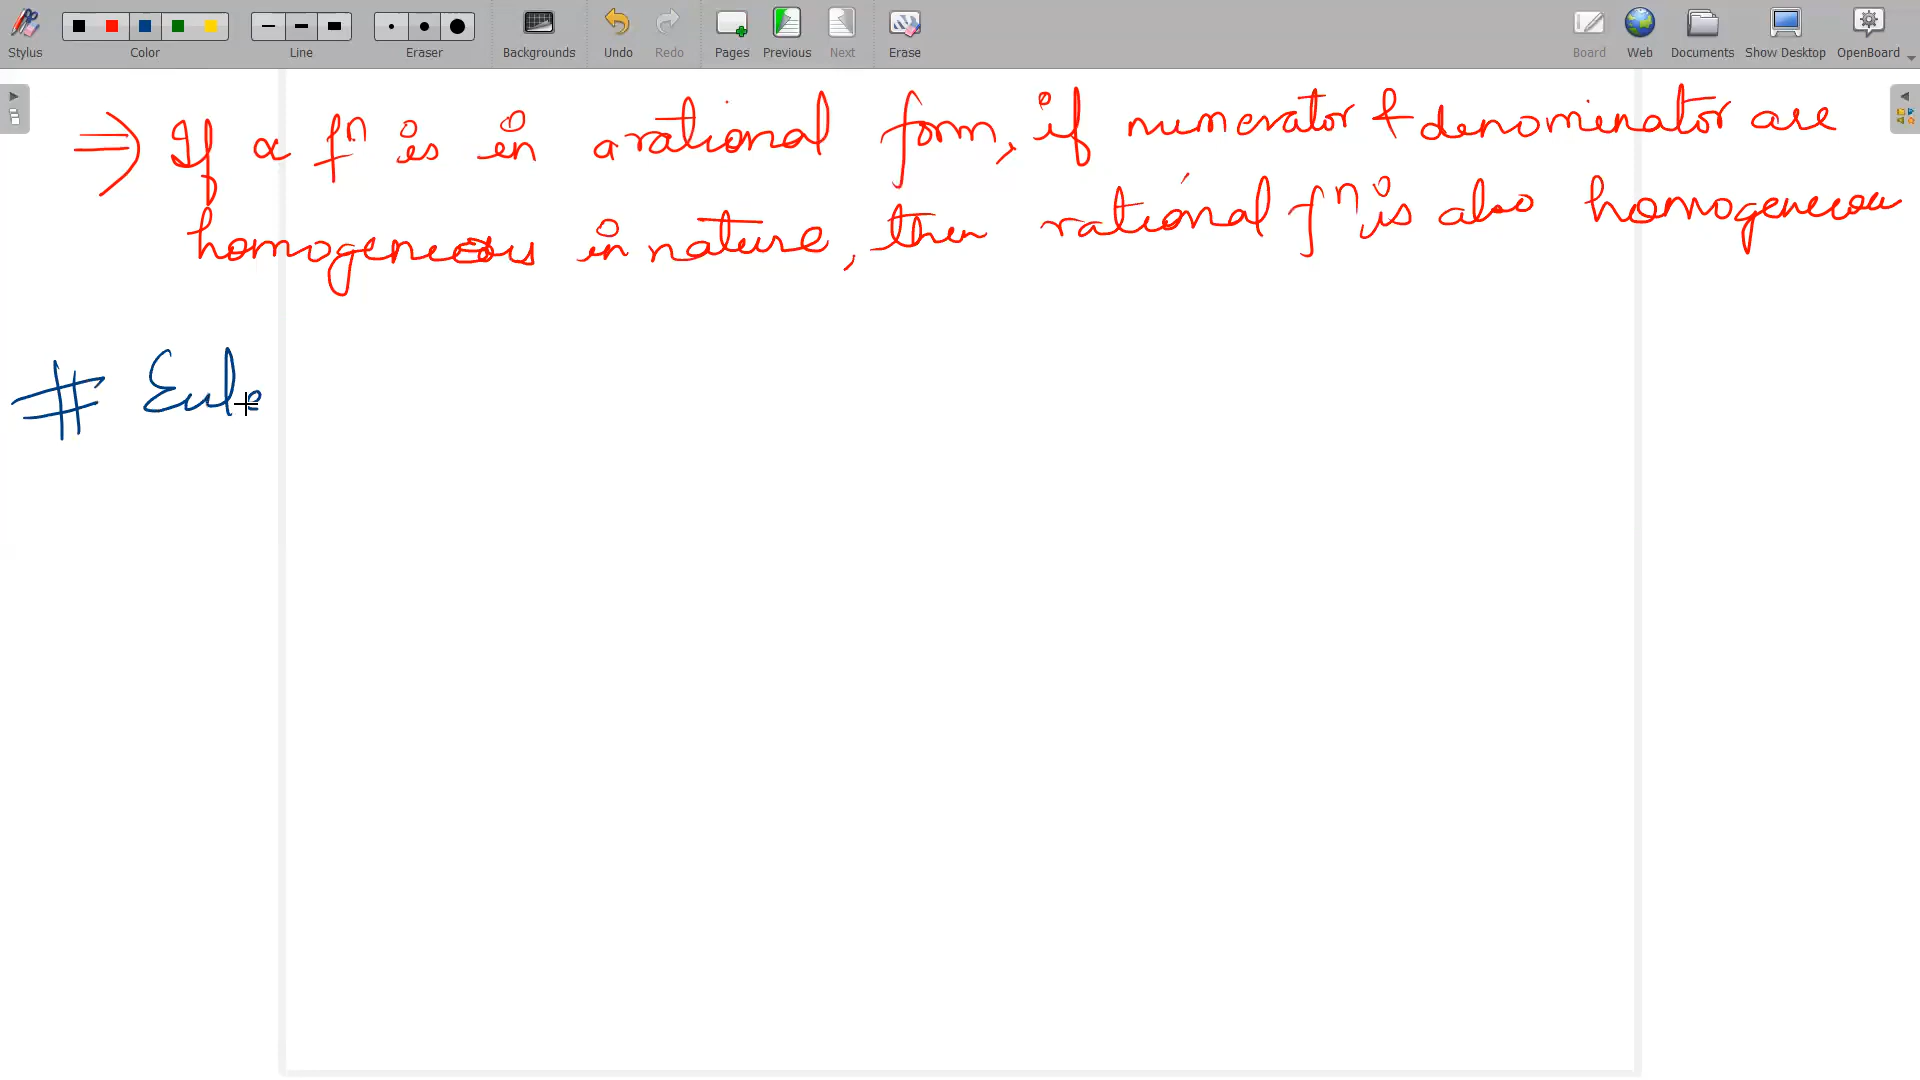 Stylus Color Line Eraser Backgrounds Undo Redo Pages Previous Next Erase Board Web Documents Show Desktop OpenBoard
⇒ If a fⁿ is in a rational form, if numerator & denominator are
homogeneous in nature, then rational fⁿ is also homogeneou
# Eule